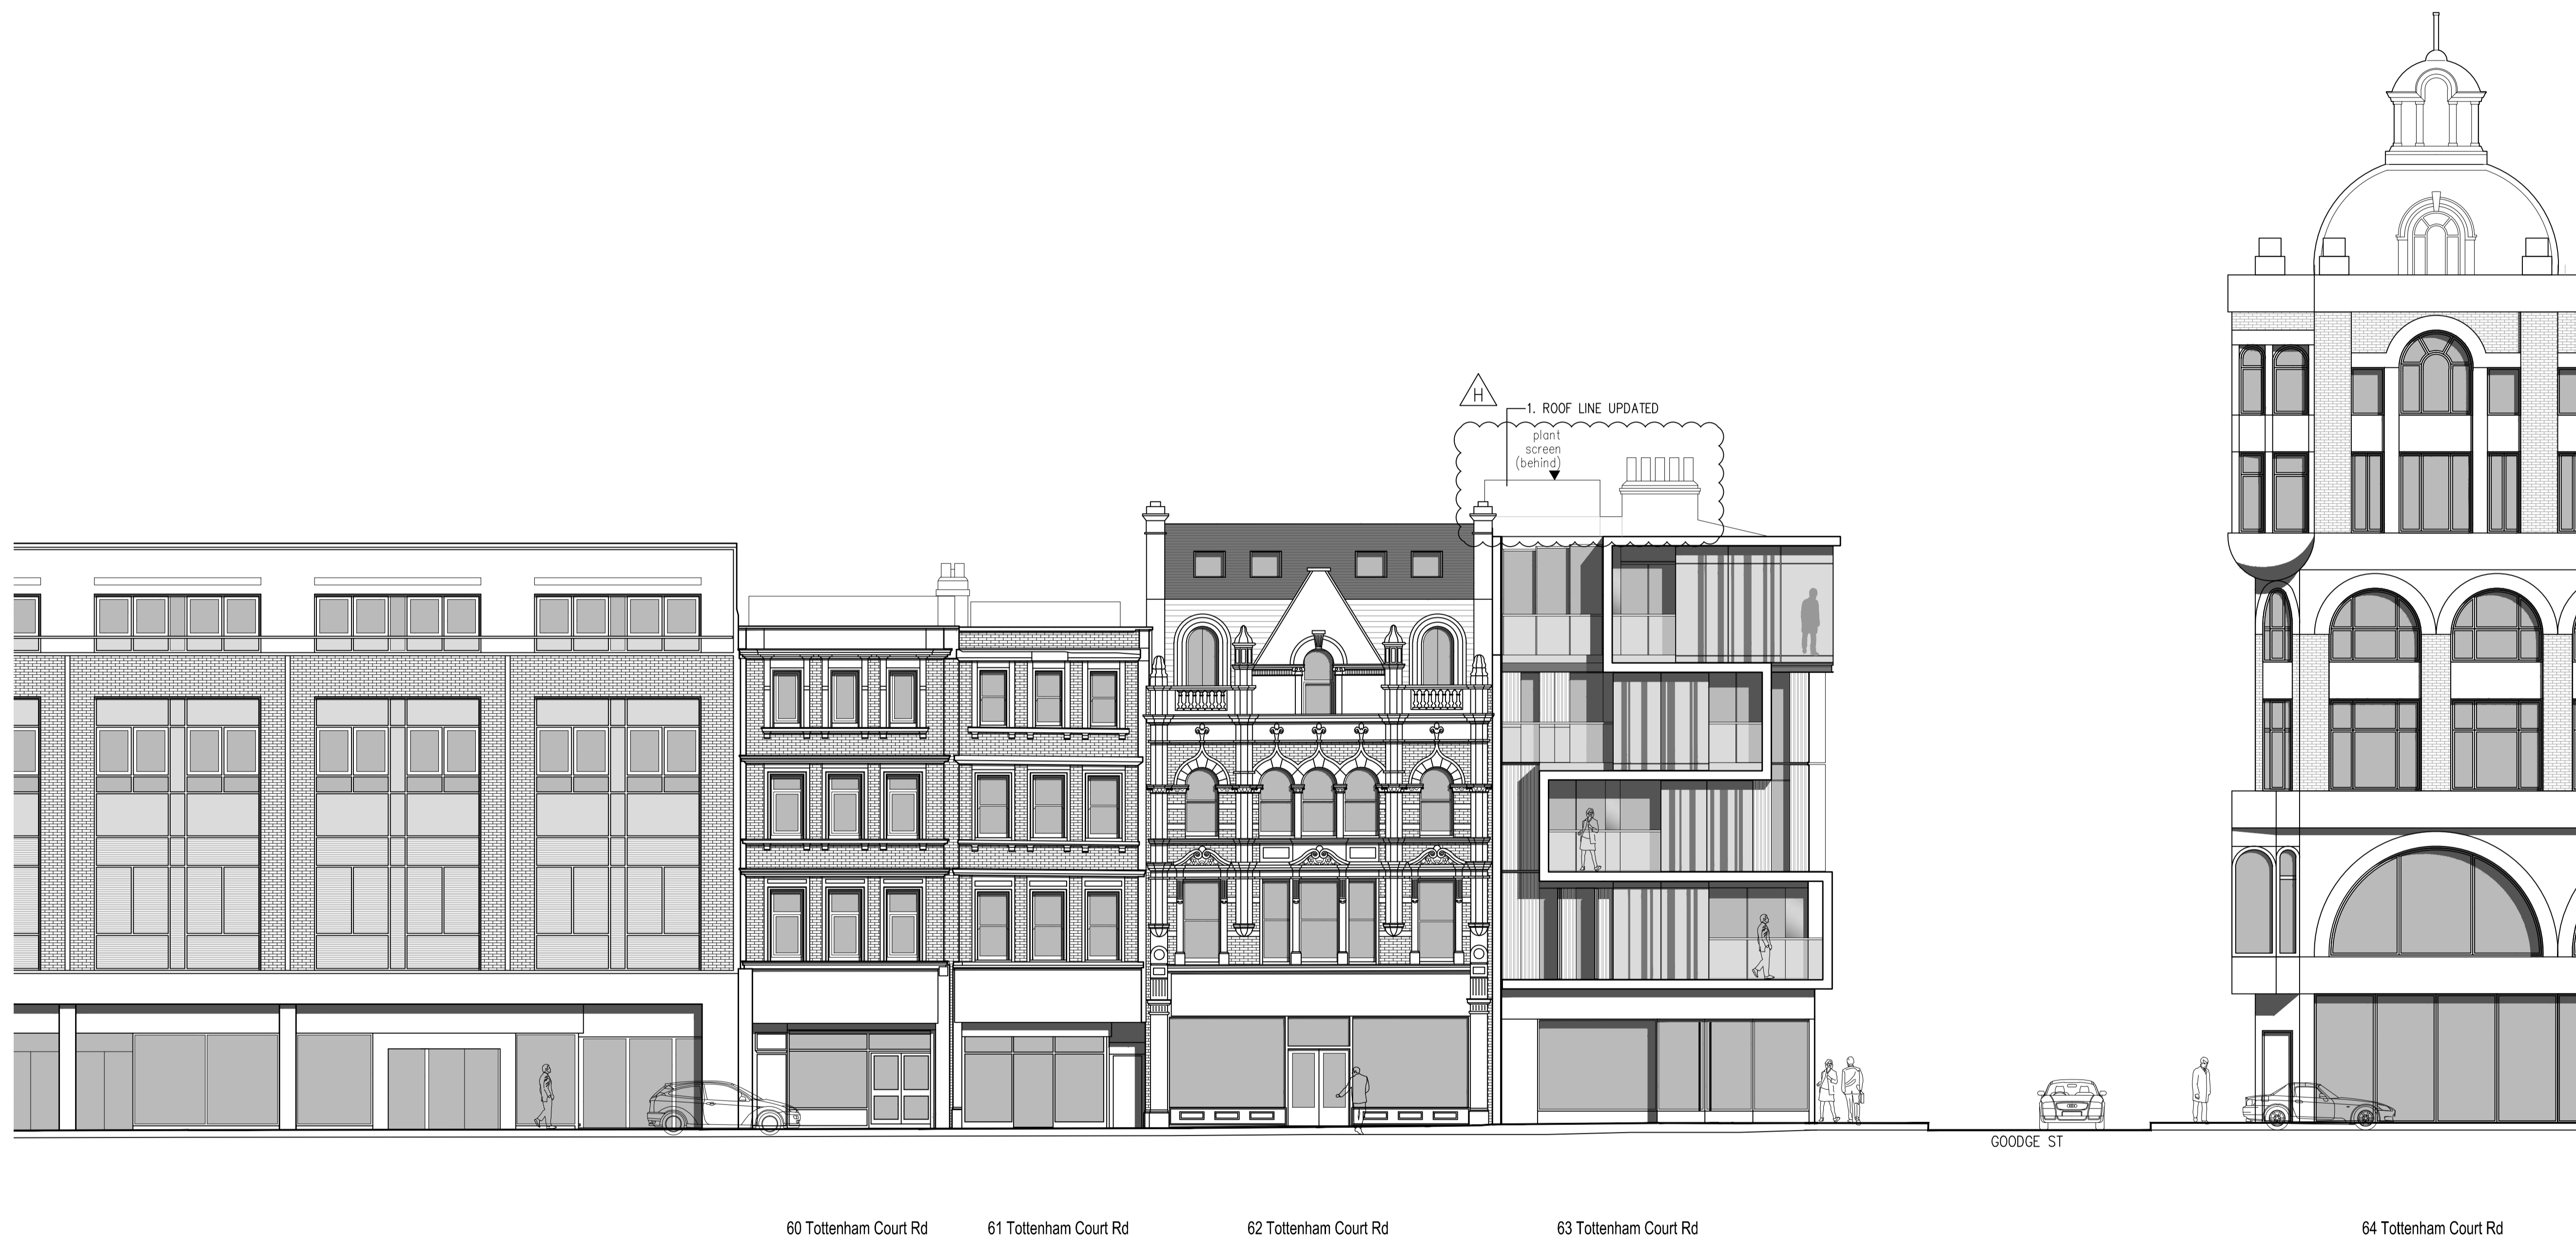 H
1. ROOF LINE UPDATED
plant
screen
(behind)
GOODGE ST
60 Tottenham Court Rd
61 Tottenham Court Rd
62 Tottenham Court Rd
63 Tottenham Court Rd
64 Tottenham Court Rd